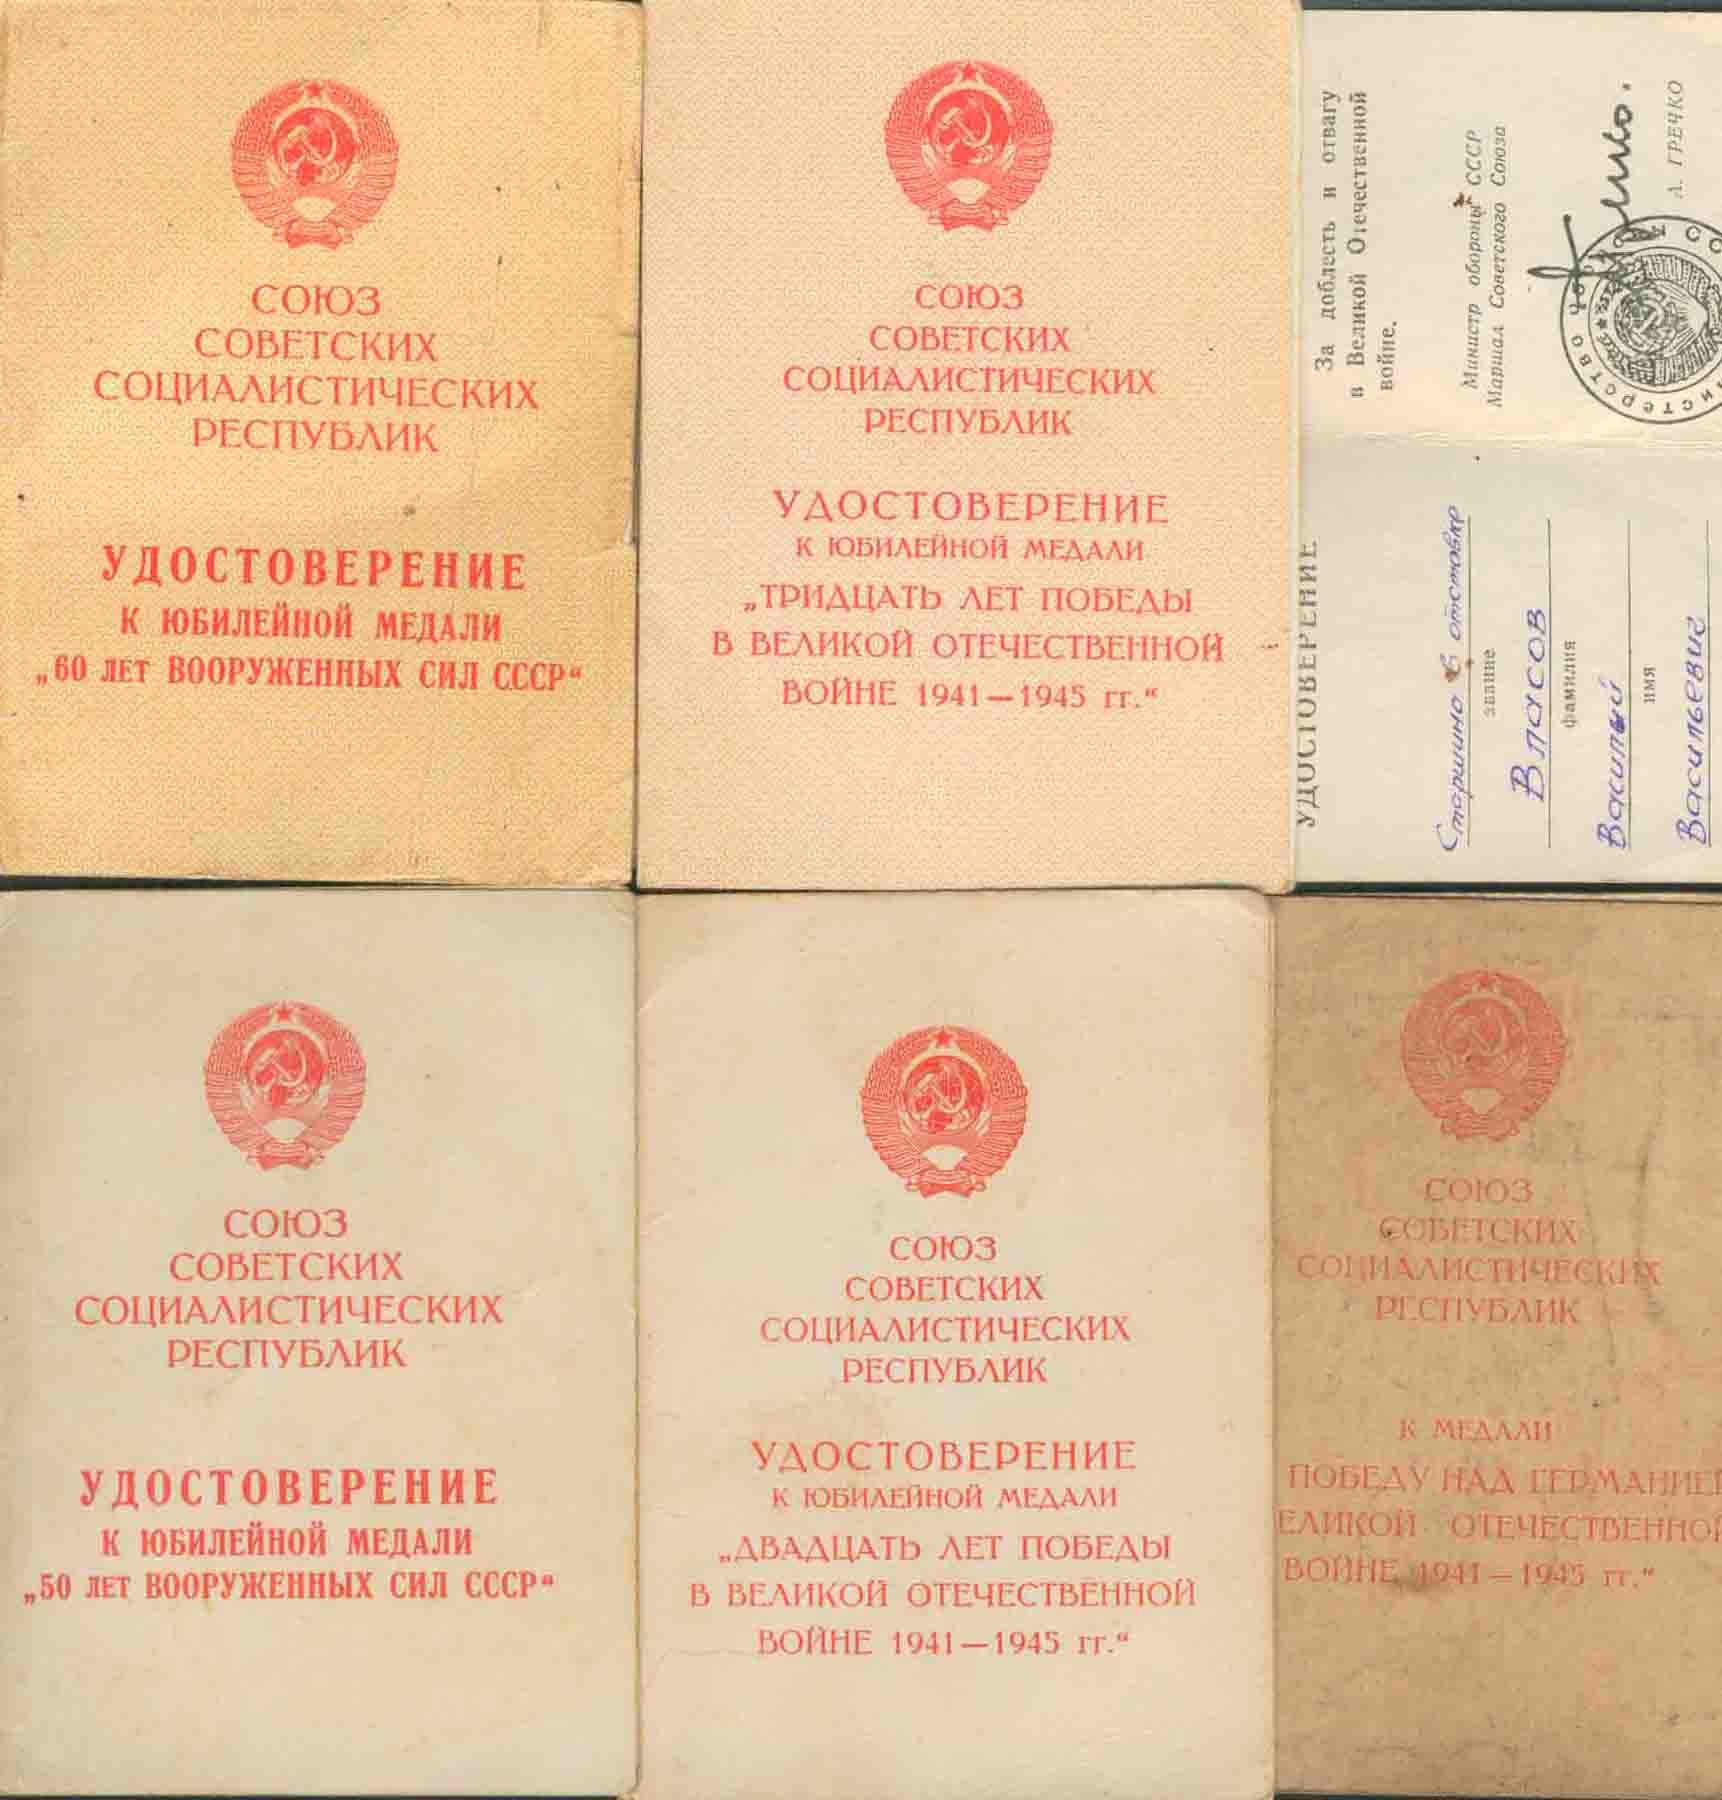 СОЮЗ
СОВЕТСКИХ
СОЦИАЛИСТИЧЕСКИХ
РЕСПУБЛИК
УДОСТОВЕРЕНИЕ
К ЮБИЛЕЙНОЙ МЕДАЛИ
„60 ЛЕТ ВООРУЖЕННЫХ СИЛ СССР“
СОЮЗ
СОВЕТСКИХ
СОЦИАЛИСТИЧЕСКИХ
РЕСПУБЛИК
УДОСТОВЕРЕНИЕ
К ЮБИЛЕЙНОЙ МЕДАЛИ
„ТРИДЦАТЬ ЛЕТ ПОБЕДЫ
В ВЕЛИКОЙ ОТЕЧЕСТВЕННОЙ
ВОЙНЕ 1941—1945 гг.“
УДОСТОВЕРЕНИЕ
Старшина в отставке
звание
Власов
фамилия
Василий
имя
Васильевич
За доблесть и отвагу
в Великой Отечественной
войне.
Министр обороны СССР
Маршал Советского Союза
А. ГРЕЧКО
СОЮЗ
СОВЕТСКИХ
СОЦИАЛИСТИЧЕСКИХ
РЕСПУБЛИК
УДОСТОВЕРЕНИЕ
К ЮБИЛЕЙНОЙ МЕДАЛИ
„50 ЛЕТ ВООРУЖЕННЫХ СИЛ СССР“
СОЮЗ
СОВЕТСКИХ
СОЦИАЛИСТИЧЕСКИХ
РЕСПУБЛИК
УДОСТОВЕРЕНИЕ
К ЮБИЛЕЙНОЙ МЕДАЛИ
„ДВАДЦАТЬ ЛЕТ ПОБЕДЫ
В ВЕЛИКОЙ ОТЕЧЕСТВЕННОЙ
ВОЙНЕ 1941—1945 гг.“
СОЮЗ
СОВЕТСКИХ
СОЦИАЛИСТИЧЕСКИХ
РЕСПУБЛИК
К МЕДАЛИ
ПОБЕДУ НАД ГЕРМАНИЕЙ
ЕЛИКОЙ ОТЕЧЕСТВЕННОЙ
ВОЙНЕ 1941—1945 гг.“